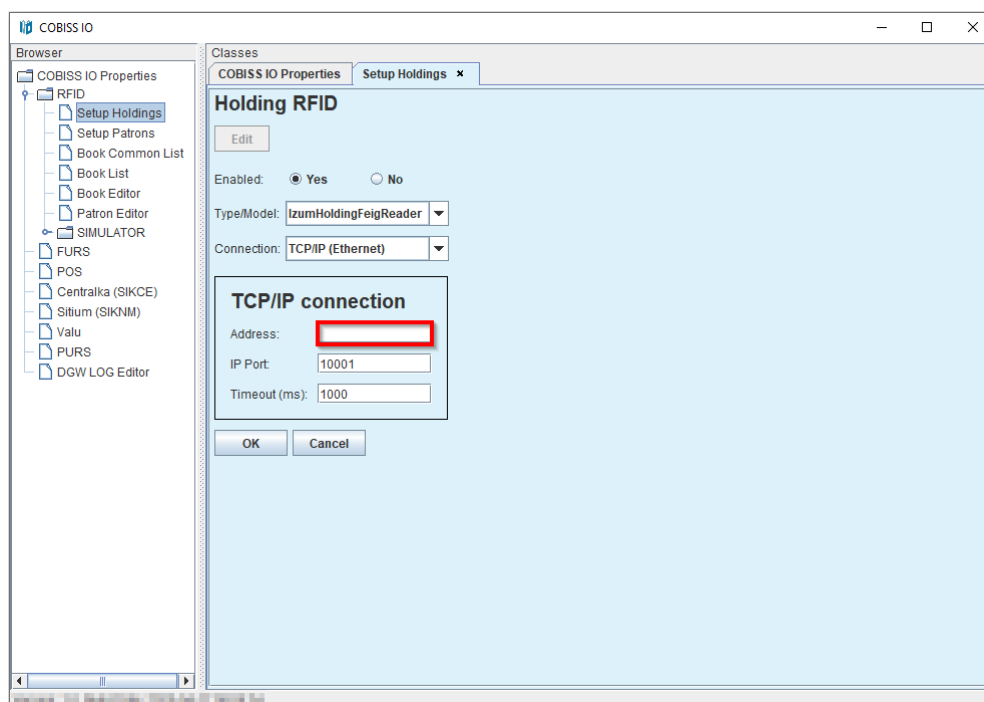 COBISS IO
Browser
COBISS IO Properties
RFID
Setup Holdings
Setup Patrons
Book Common List
Book List
Book Editor
Patron Editor
SIMULATOR
FURS
POS
Centralka (SIKCE)
Sitium (SIKNM)
Valu
PURS
DGW LOG Editor
Classes
COBISS IO Properties Setup Holdings ×
Holding RFID
Edit
Enabled: Yes No
Type/Model: IzumHoldingFeigReader
Connection: TCP/IP (Ethernet)
TCP/IP connection
Address:
IP Port: 10001
Timeout (ms): 1000
OK Cancel